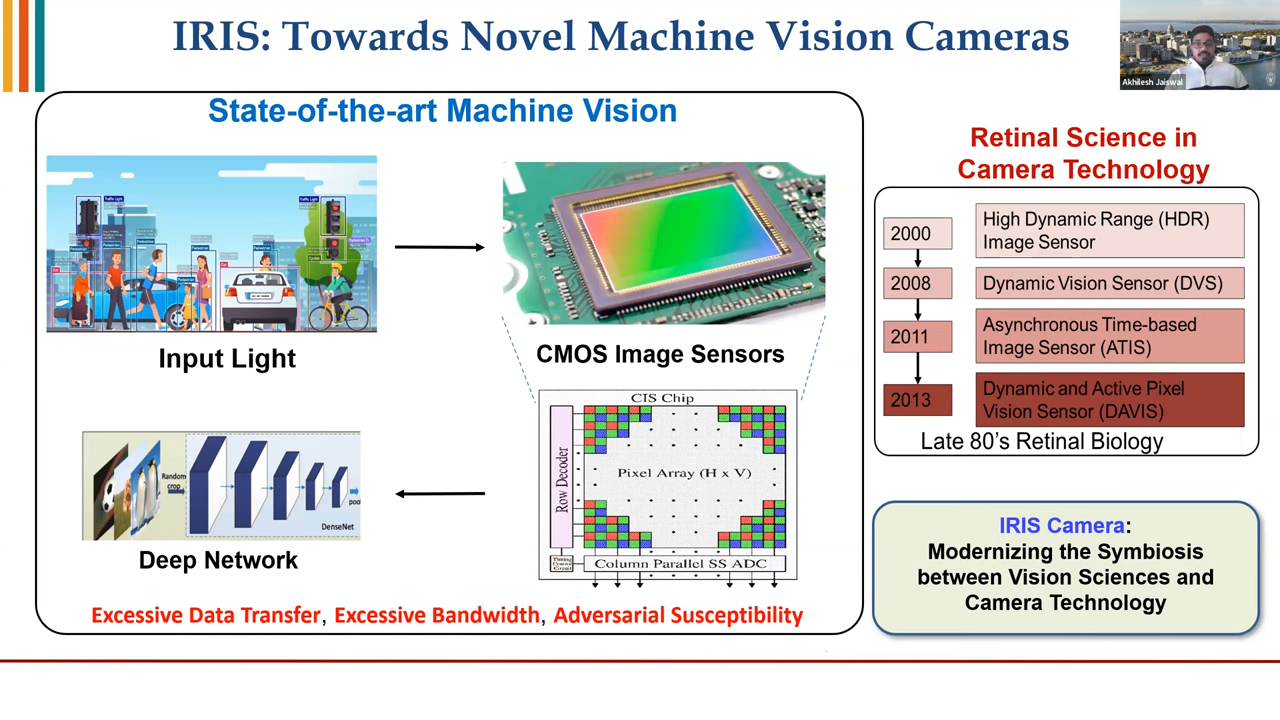 IRIS: Towards Novel Machine Vision Cameras
Akhilesh Jaiswal
State-of-the-art Machine Vision
Traffic Light
Input Light
CMOS Image Sensors
CIS Chip
Row Decoder
Pixel Array (H x V)
Column Parallel SS ADC
Random
crop
DenseNet
Deep Network
Excessive Data Transfer, Excessive Bandwidth, Adversarial Susceptibility
Retinal Science in
Camera Technology
2000
High Dynamic Range (HDR)
Image Sensor
2008
Dynamic Vision Sensor (DVS)
2011
Asynchronous Time-based
Image Sensor (ATIS)
2013
Dynamic and Active Pixel
Vision Sensor (DAVIS)
Late 80's Retinal Biology
IRIS Camera:
Modernizing the Symbiosis
between Vision Sciences and
Camera Technology